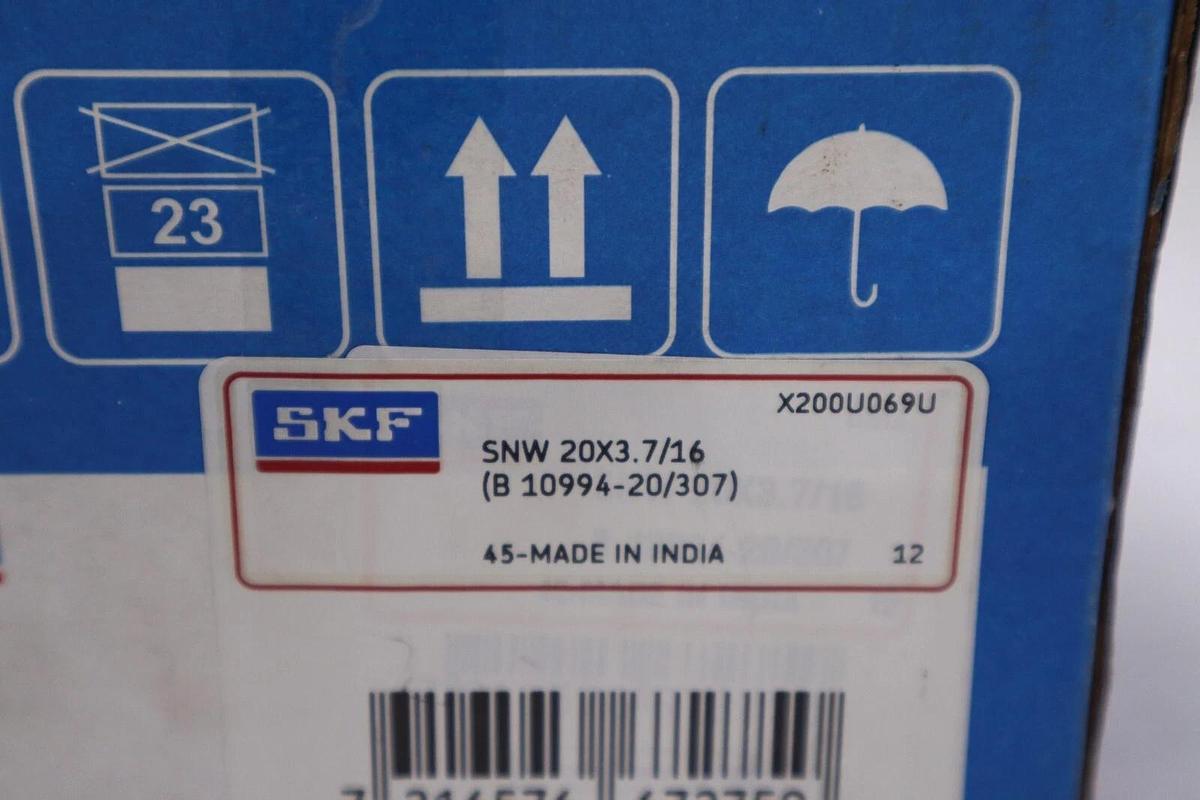 23
SKF
X200U069U
SNW 20X3.7/16
(B 10994-20/307)
45-MADE IN INDIA
12